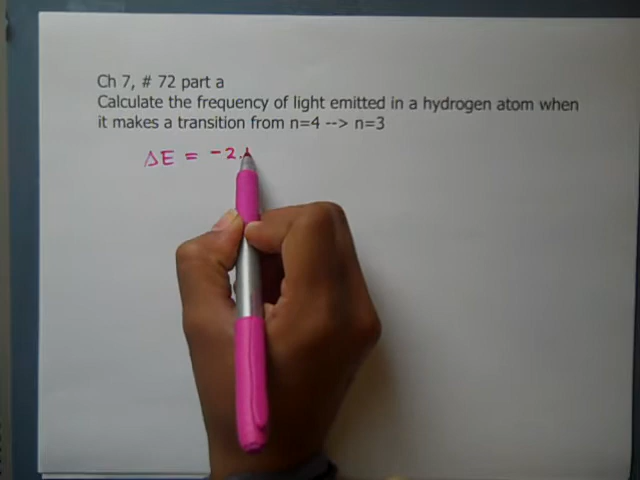 Ch 7, # 72 part a
Calculate the frequency of light emitted in a hydrogen atom when
it makes a transition from n=4 --> n=3
ΔE = -2.